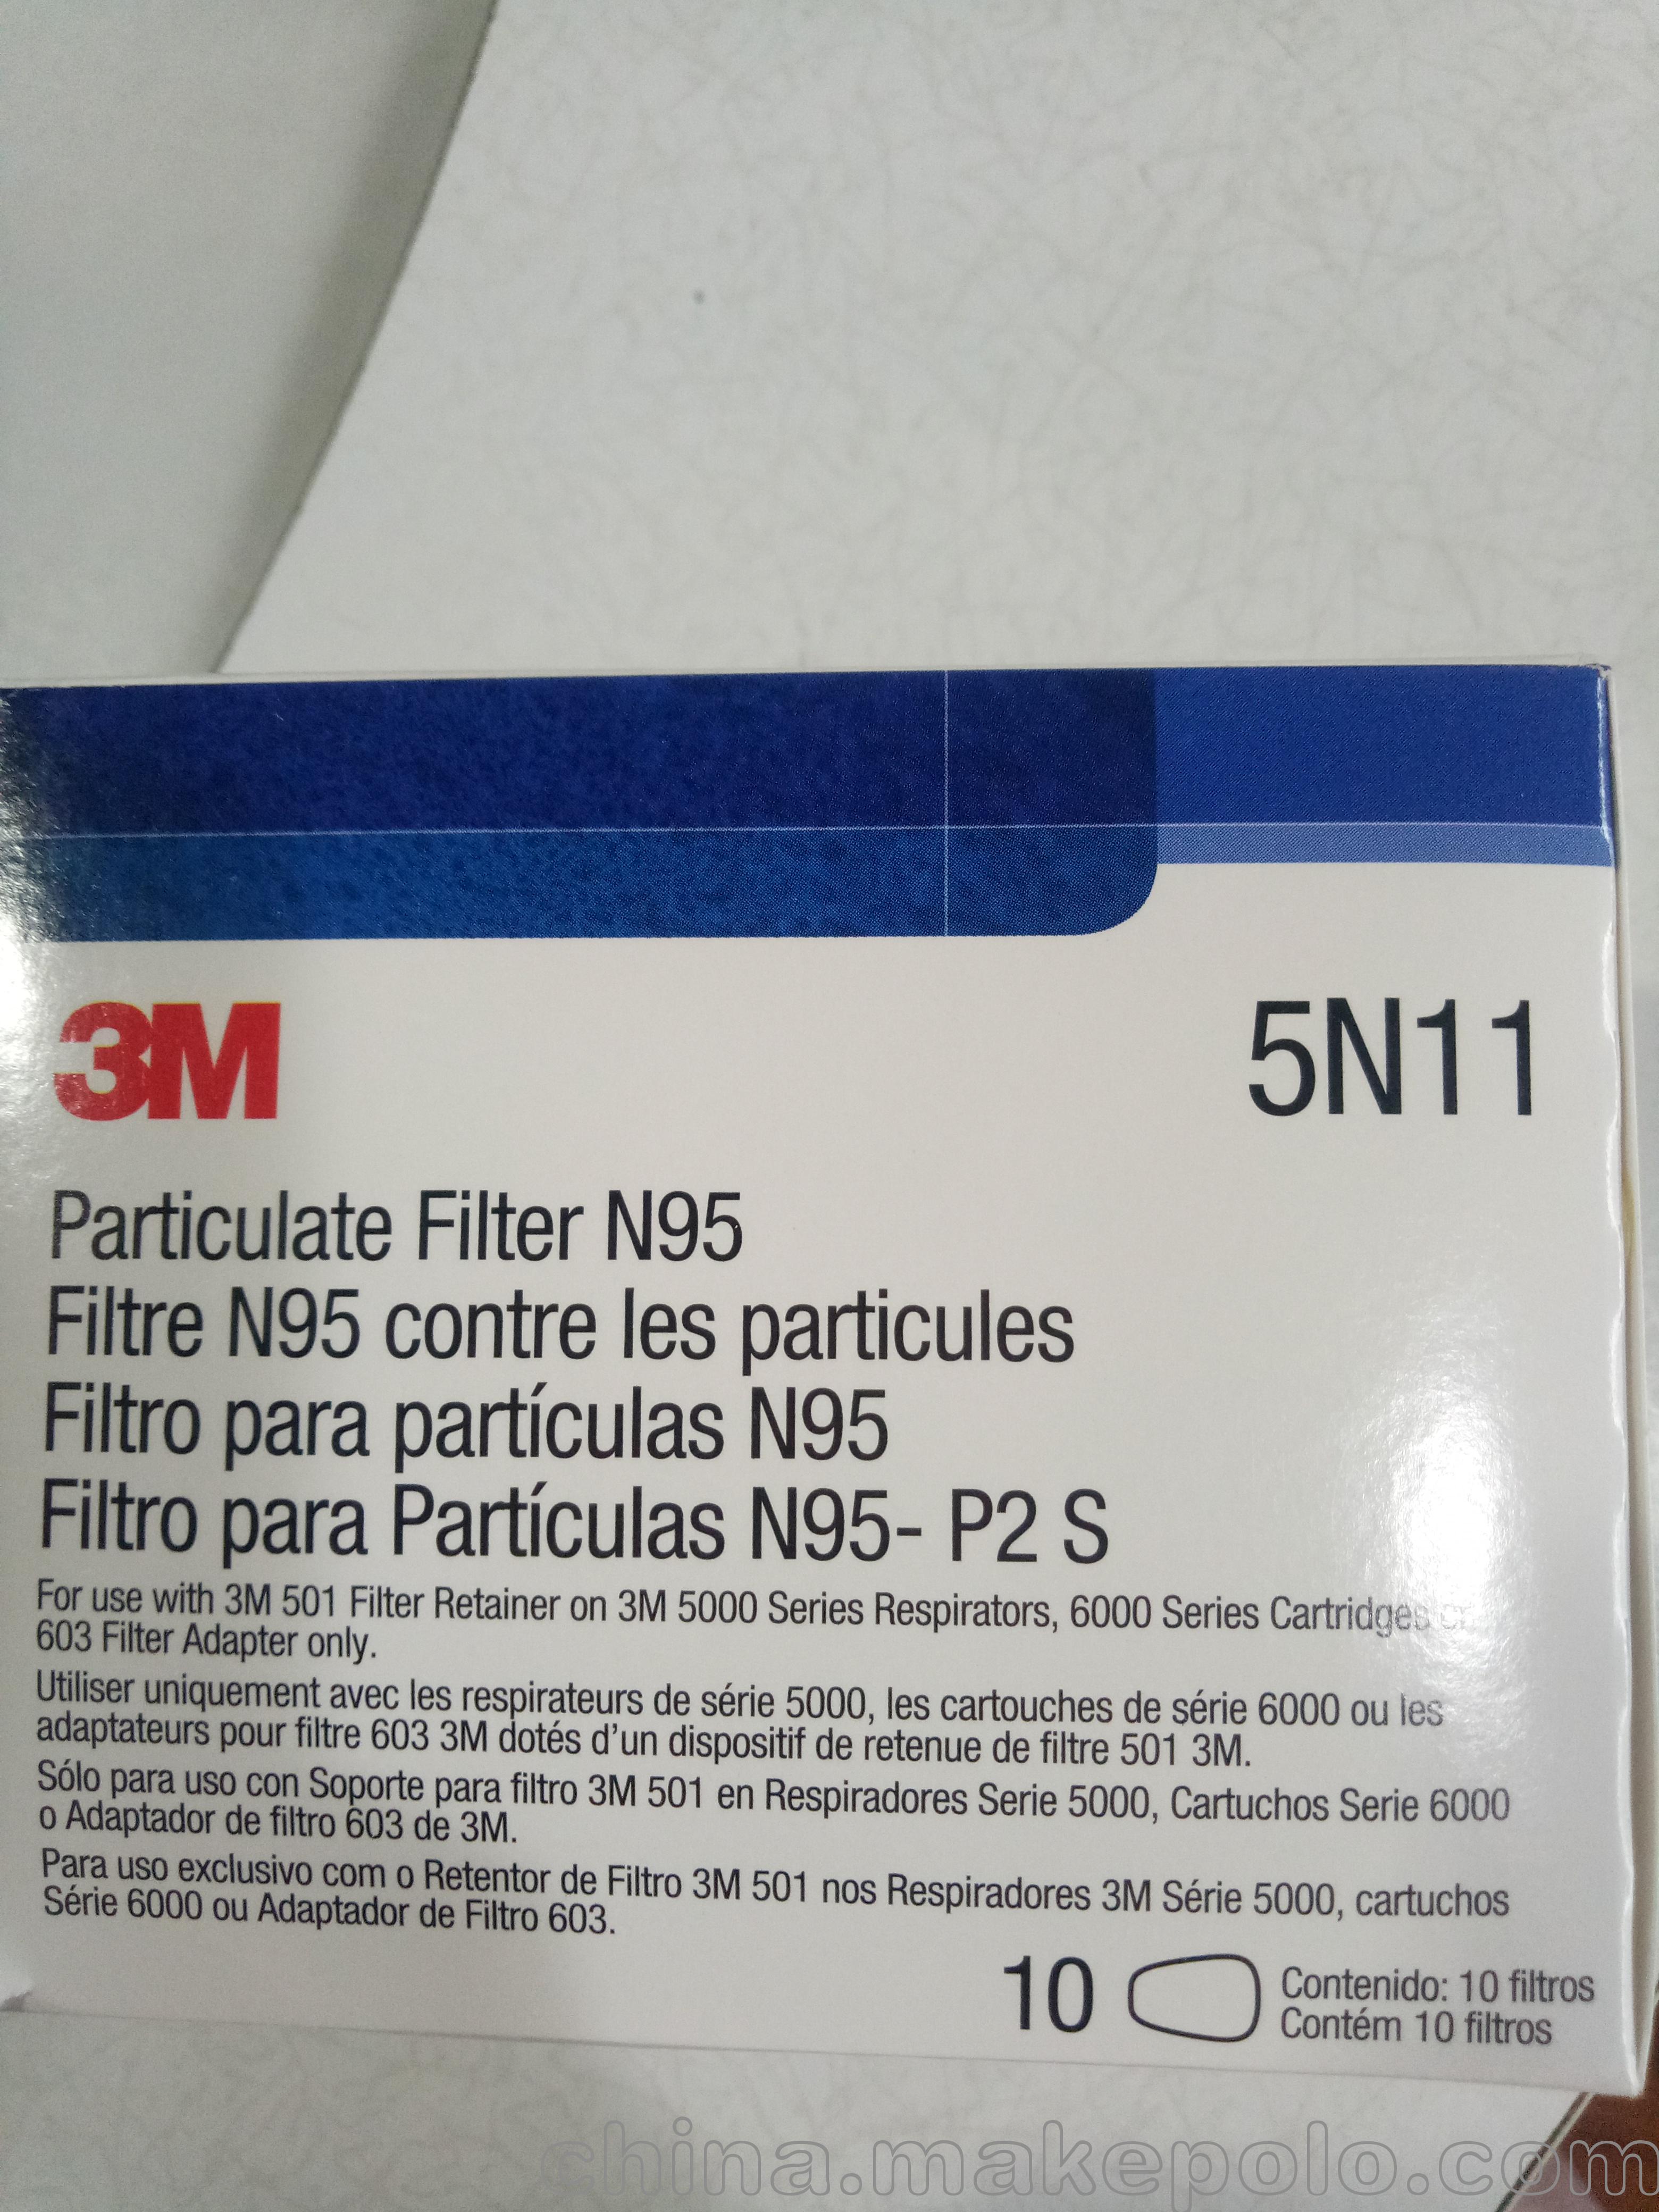 3M
5N11
Particulate Filter N95
Filtre N95 contre les particules
Filtro para partículas N95
Filtro para Partículas N95- P2 S
For use with 3M 501 Filter Retainer on 3M 5000 Series Respirators, 6000 Series Cartridges
603 Filter Adapter only.
Utiliser uniquement avec les respirateurs de série 5000, les cartouches de série 6000 ou les
adaptateurs pour filtre 603 3M dotés d'un dispositif de retenue de filtre 501 3M.
Sólo para uso con Soporte para filtro 3M 501 en Respiradores Serie 5000, Cartuchos Serie 6000
o Adaptador de filtro 603 de 3M.
Para uso exclusivo com o Retentor de Filtro 3M 501 nos Respiradores 3M Série 5000, cartuchos
Série 6000 ou Adaptador de Filtro 603.
10
Contenido: 10 filtros
Contém 10 filtros
china.makepolo.com